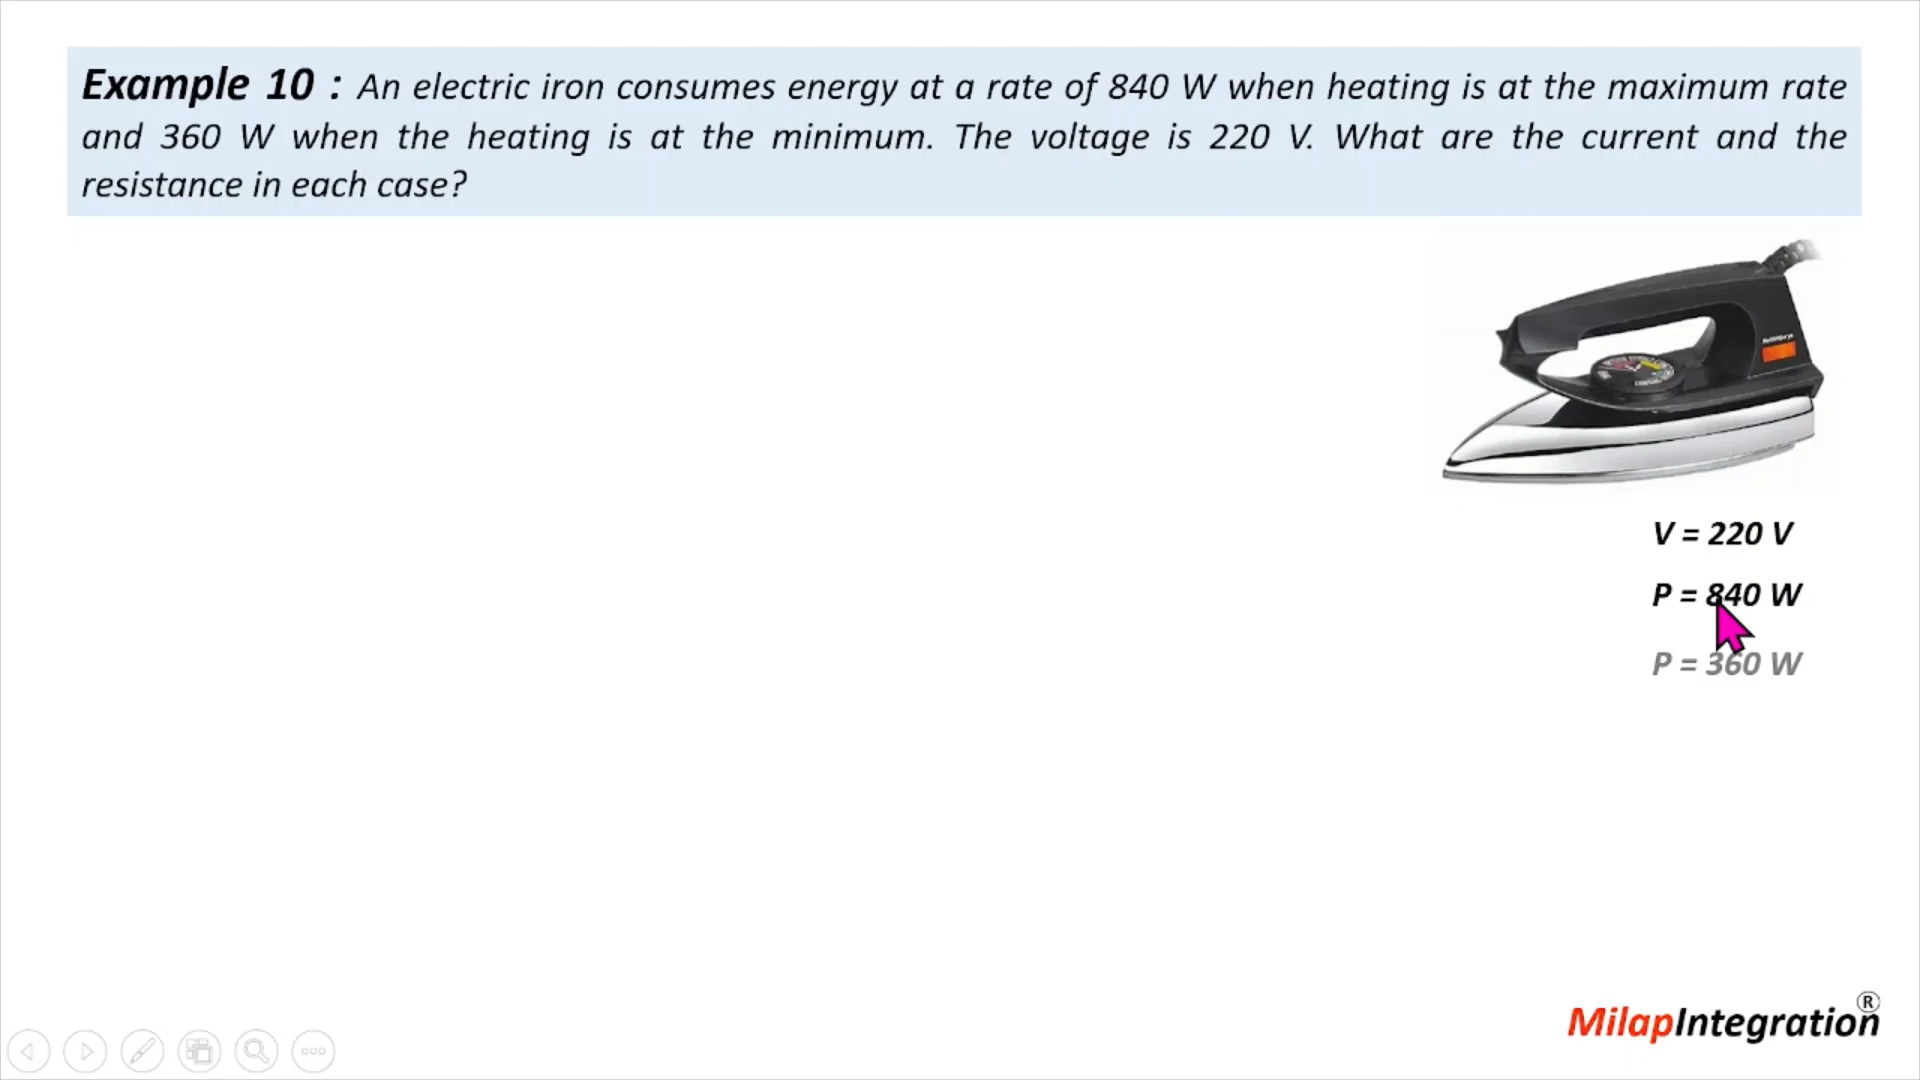 Example 10 : An electric iron consumes energy at a rate of 840 W when heating is at the maximum rate
and 360 W when the heating is at the minimum. The voltage is 220 V. What are the current and the
resistance in each case?
V = 220 V
P = 840 W
P = 360 W
MilapIntegration®